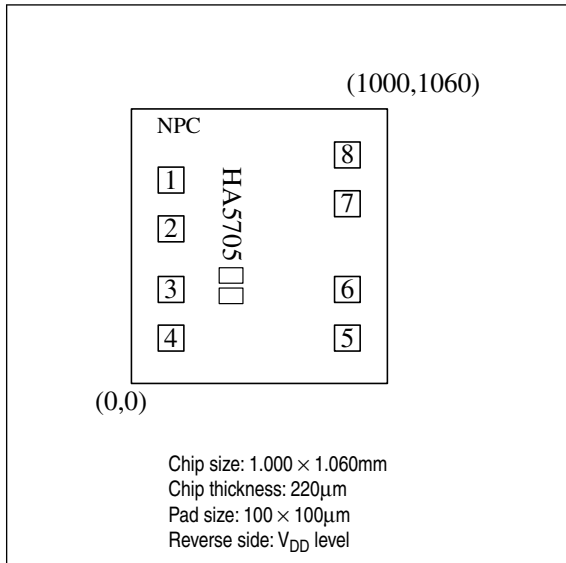 (1000,1060)
NPC
8
1
HA5705
7
2
3
6
4
5
(0,0)
Chip size: 1.000 × 1.060mm
Chip thickness: 220μm
Pad size: 100 × 100μm
Reverse side: VDD level